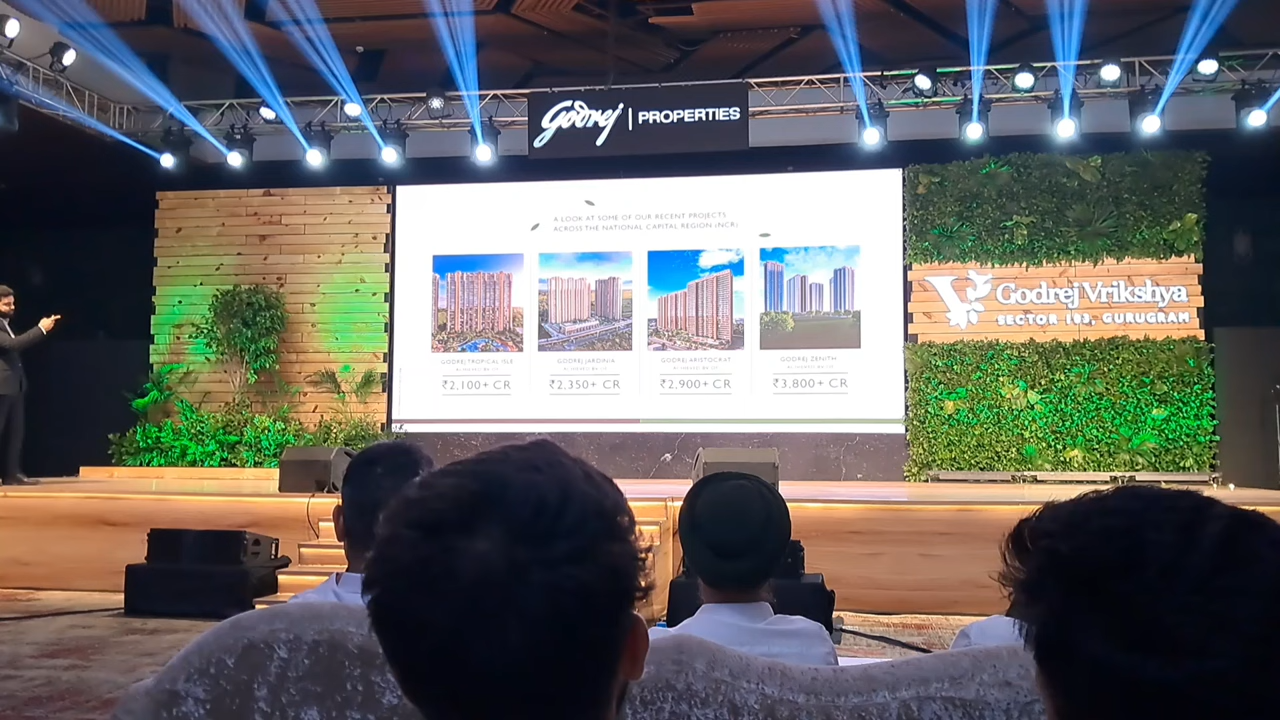 Godrej | PROPERTIES
A LOOK AT SOME OF OUR RECENT PROJECTS
ACROSS THE NATIONAL CAPITAL REGION (NCR)
GODREJ TROPICAL ISLE
₹2,100+ CR
GODREJ JARDINIA
₹2,350+ CR
GODREJ ARISTOCRAT
₹2,900+ CR
GODREJ ZENITH
₹3,800+ CR
Godrej Vrikshya
SECTOR 103, GURUGRAM